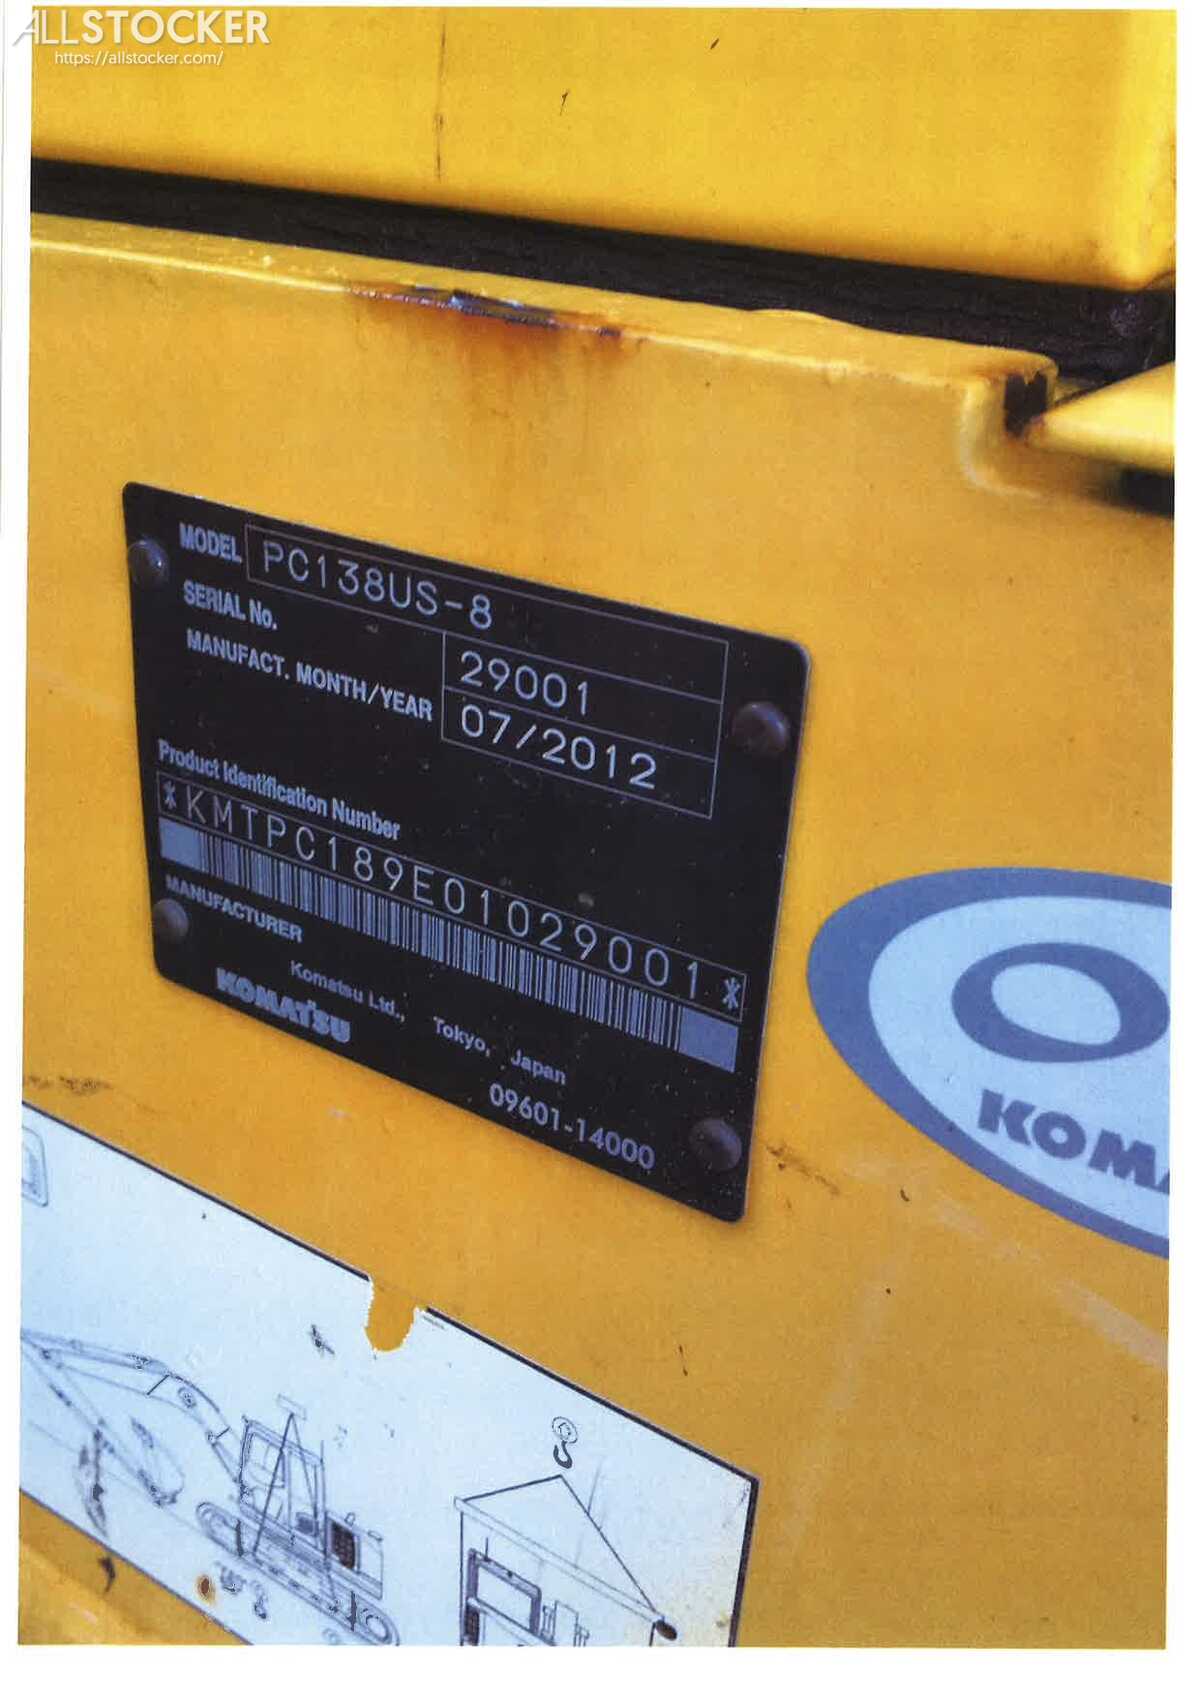 ALLSTOCKER
https://allstocker.com/
MODEL PC138US-8
SERIAL No. 29001
MANUFACT. MONTH/YEAR 07/2012
Product Identification Number
*KMTPC189E01029001*
MANUFACTURER
Komatsu Ltd., Tokyo, Japan
KOMATSU 09601-14000
KOMA